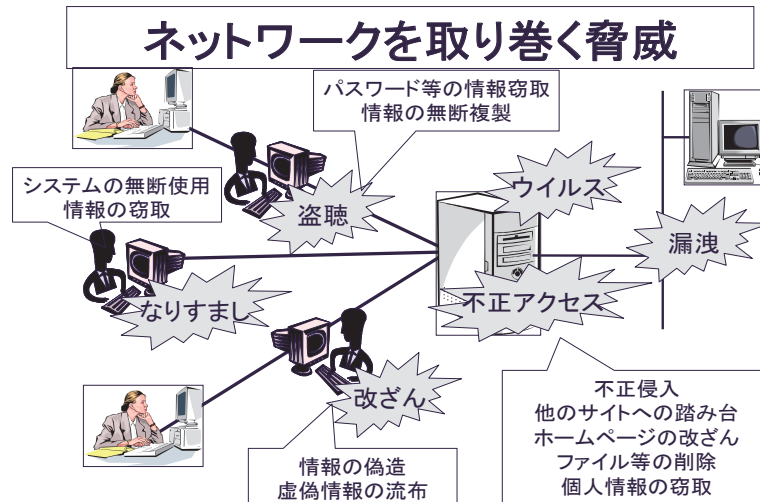 ネットワークを取り巻く脅威
パスワード等の情報窃取
情報の無断複製
システムの無断使用
情報の窃取
盗聴
ウイルス
漏洩
なりすまし
不正アクセス
改ざん
情報の偽造
虚偽情報の流布
不正侵入
他のサイトへの踏み台
ホームページの改ざん
ファイル等の削除
個人情報の窃取